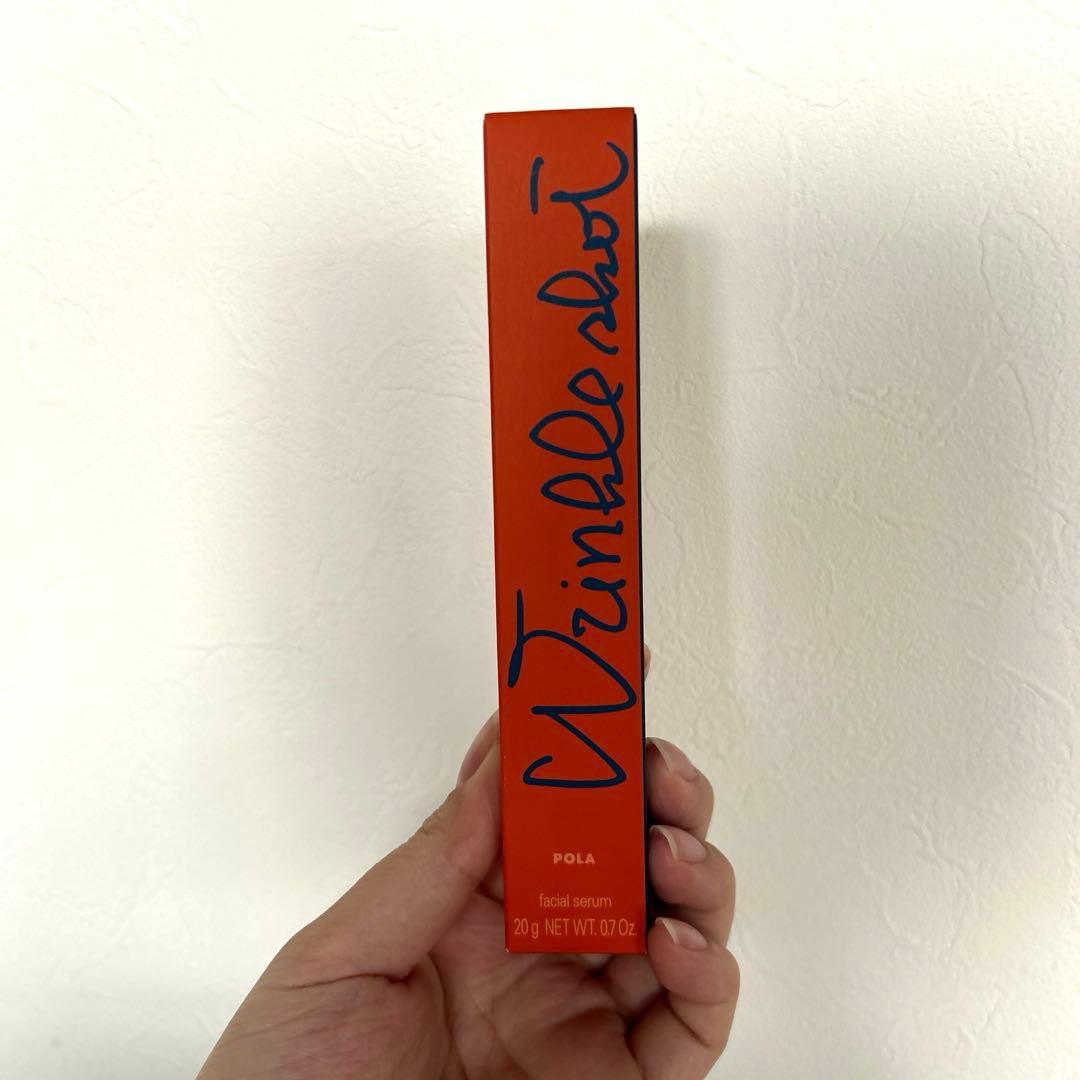 Wrinkle shot
POLA
facial serum
20 g NET WT. 0.7 Oz.